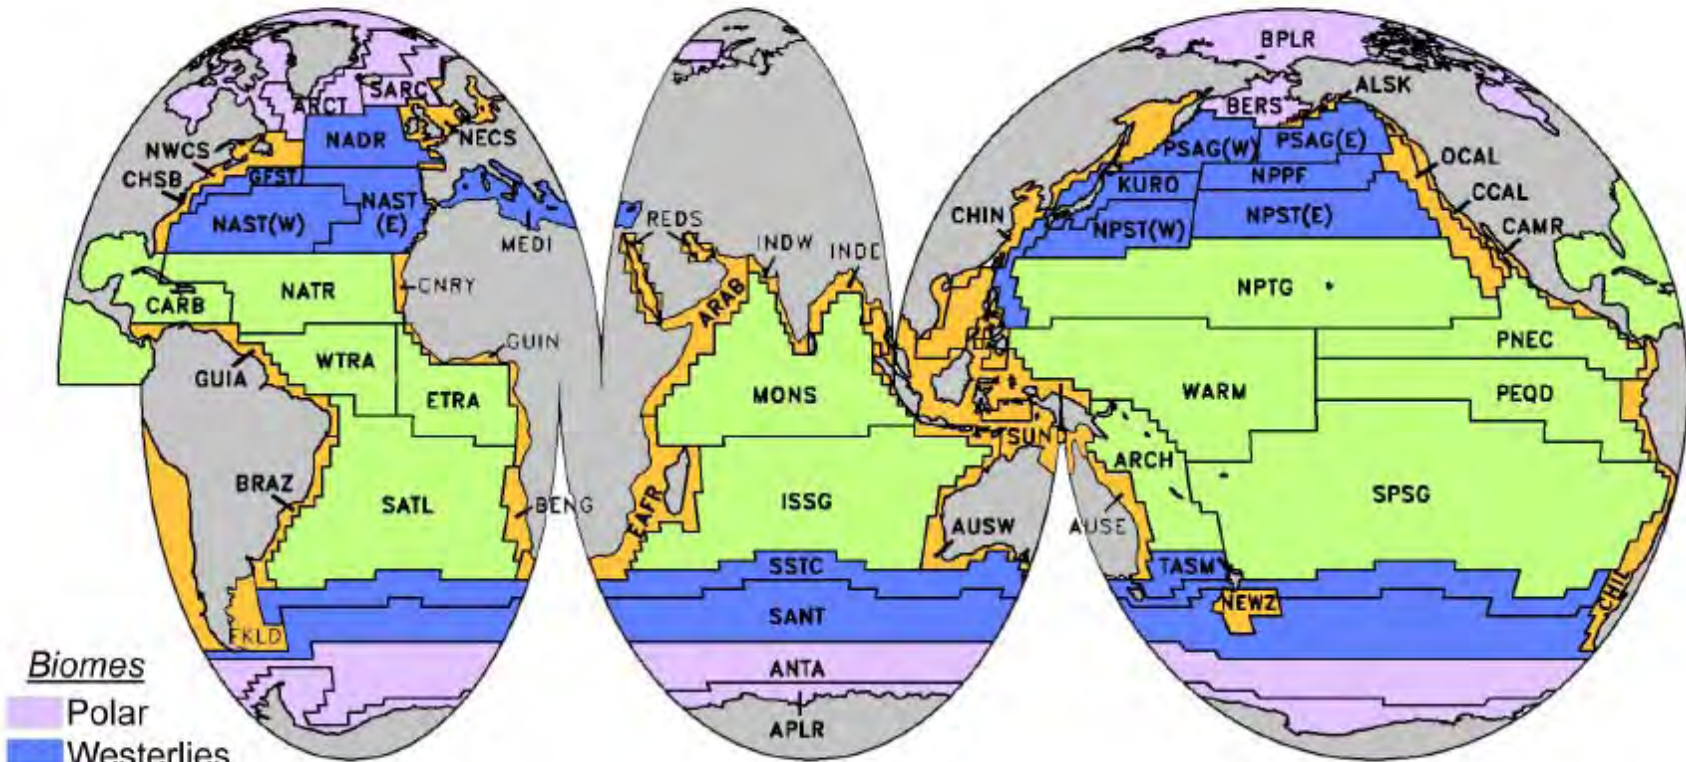 BPLR
ALSK
SARC
ARCT
BERS
NADR
NECS
PSAG(W)
PSAG(E)
NWCS
OCAL
CHSB
GFST
KURO
NPPF
CCAL
NAST(W)
NAST
(E)
MEDI
REDS
INDW
INDE
CHIN
NPST(W)
NPST(E)
CAMR
CARB
NATR
CNRY
ARAB
NPTG
GUIN
PNEC
WTRA
GUIA
ETRA
MONS
WARM
PEQD
SUN
ARCH
BRAZ
SATL
BENG
EAFR
ISSG
AUSW
AUSE
SPSG
SSTC
TASM
NEWZ
CHIL
FKLD
SANT
ANTA
APLR
Biomes
Polar
Westerlies